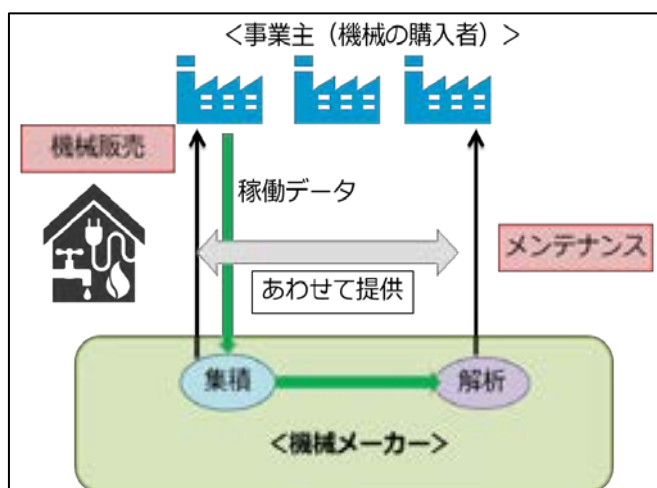 ＜事業主（機械の購入者）＞
機械販売
稼働データ
メンテナンス
あわせて提供
集積
解析
＜機械メーカー＞